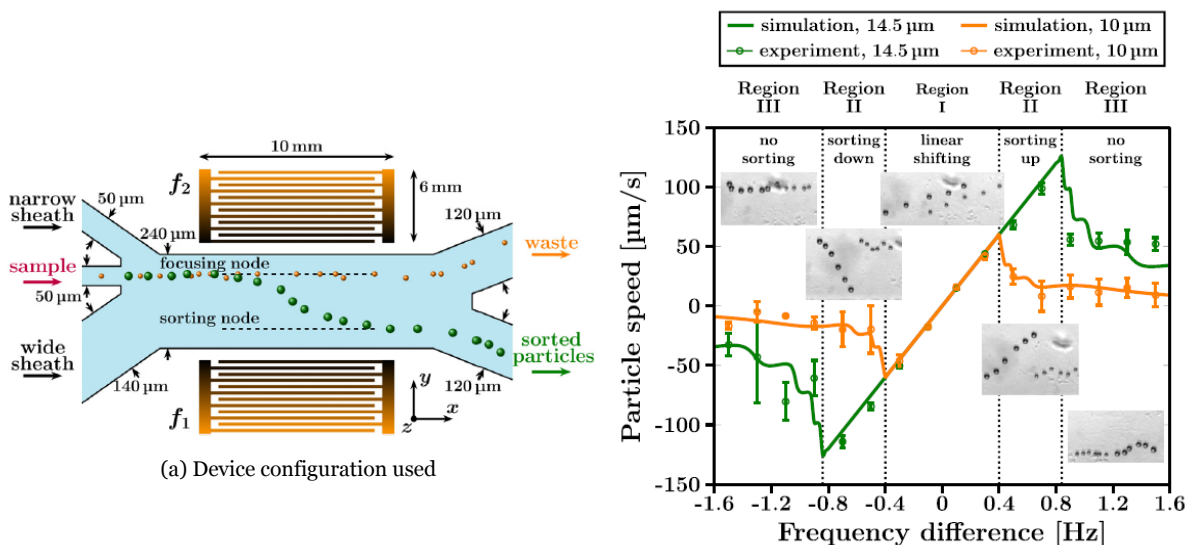 10 mm
f₂
6 mm
narrow
sheath
50 µm
240 µm
120 µm
waste
focusing node
sample
50 µm
sorting node
sorted
particles
wide
sheath
140 µm
120 µm
f₁
y
z
x
(a) Device configuration used
simulation, 14.5 µm
simulation, 10 µm
experiment, 14.5 µm
experiment, 10 µm
Region
III
Region
II
Region
I
Region
II
Region
III
no
sorting
sorting
down
linear
shifting
sorting
up
no
sorting
150
100
50
0
-50
-100
-150
Particle speed [µm/s]
-1.6 -1.2 -0.8 -0.4 0 0.4 0.8 1.2 1.6
Frequency difference [Hz]